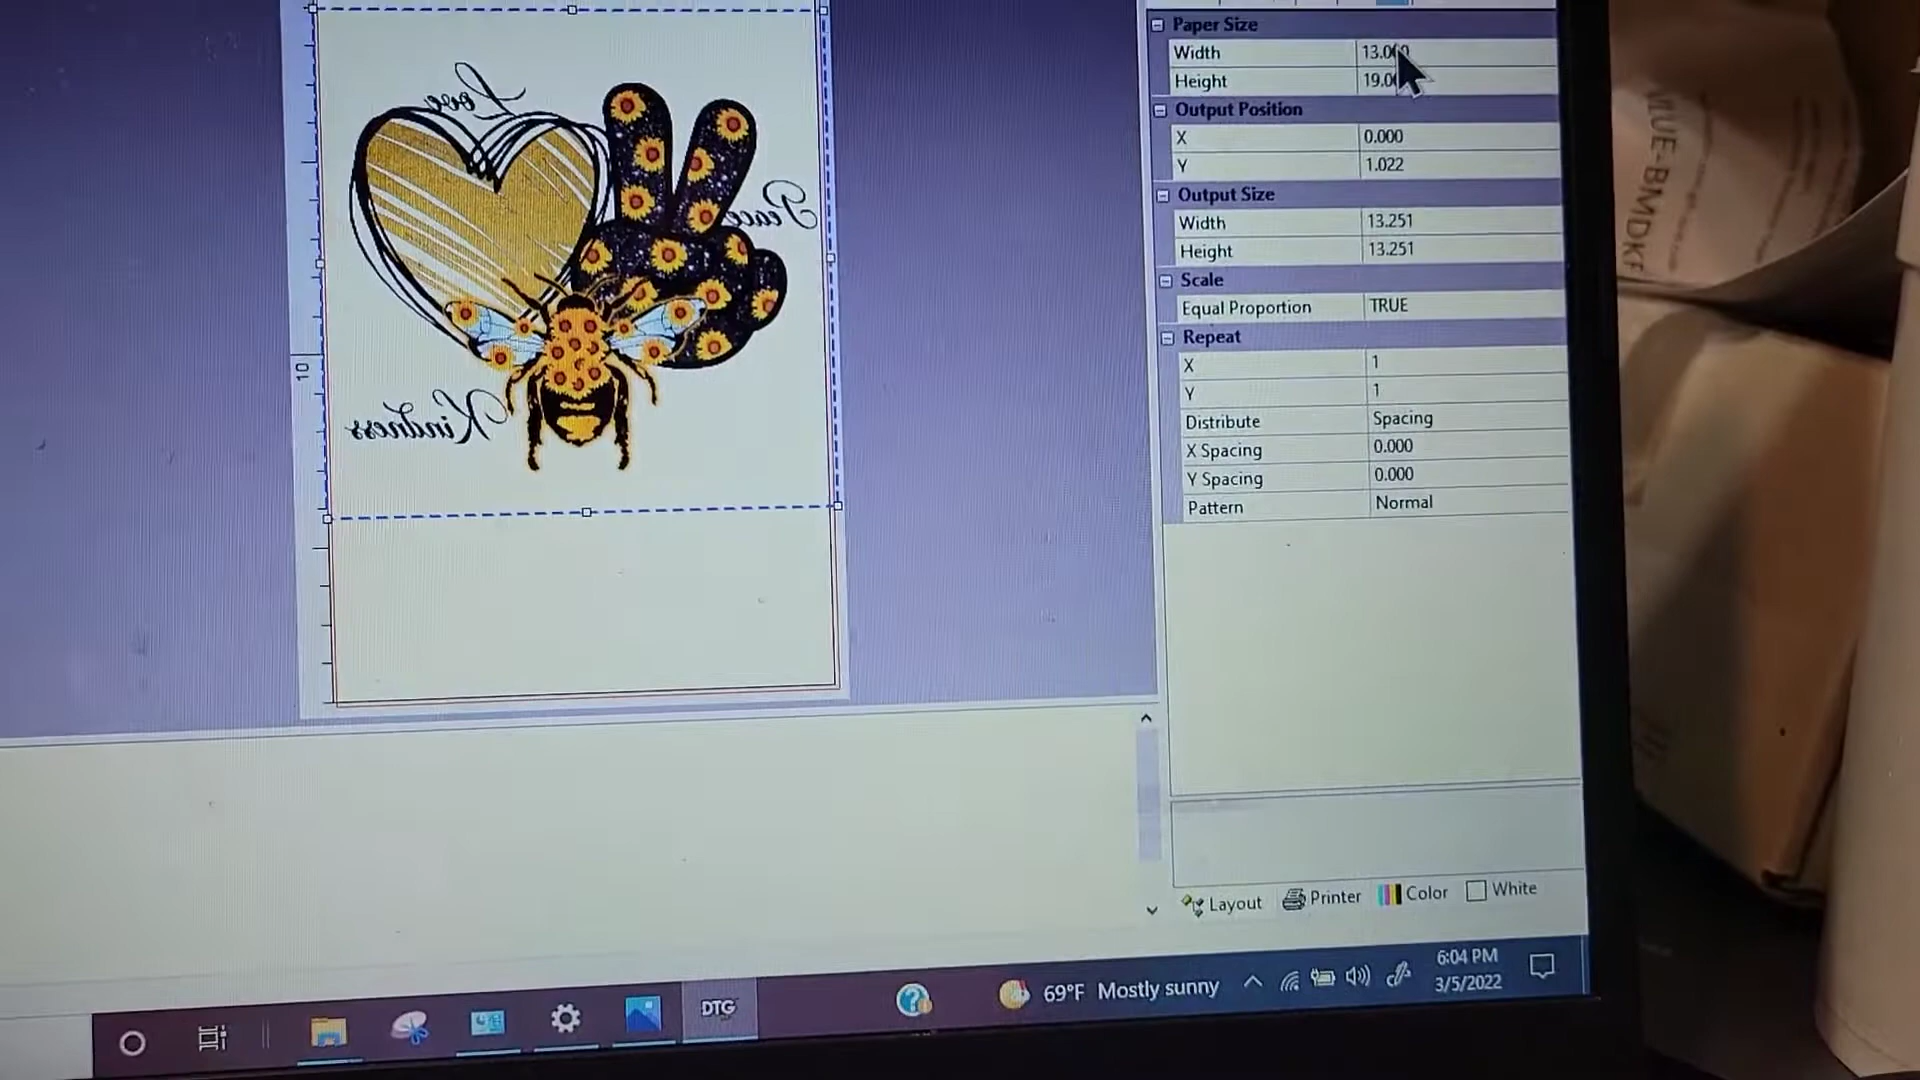 Paper Size
Width 13.0
Height 19.0
Output Position
X 0.000
Y 1.022
Output Size
Width 13.251
Height 13.251
Scale
Equal Proportion TRUE
Repeat
X 1
Y 1
Distribute Spacing
X Spacing 0.000
Y Spacing 0.000
Pattern Normal
Love
Peace
Kindness
10
Layout Printer Color White
DTG
69°F Mostly sunny
6:04 PM
3/5/2022